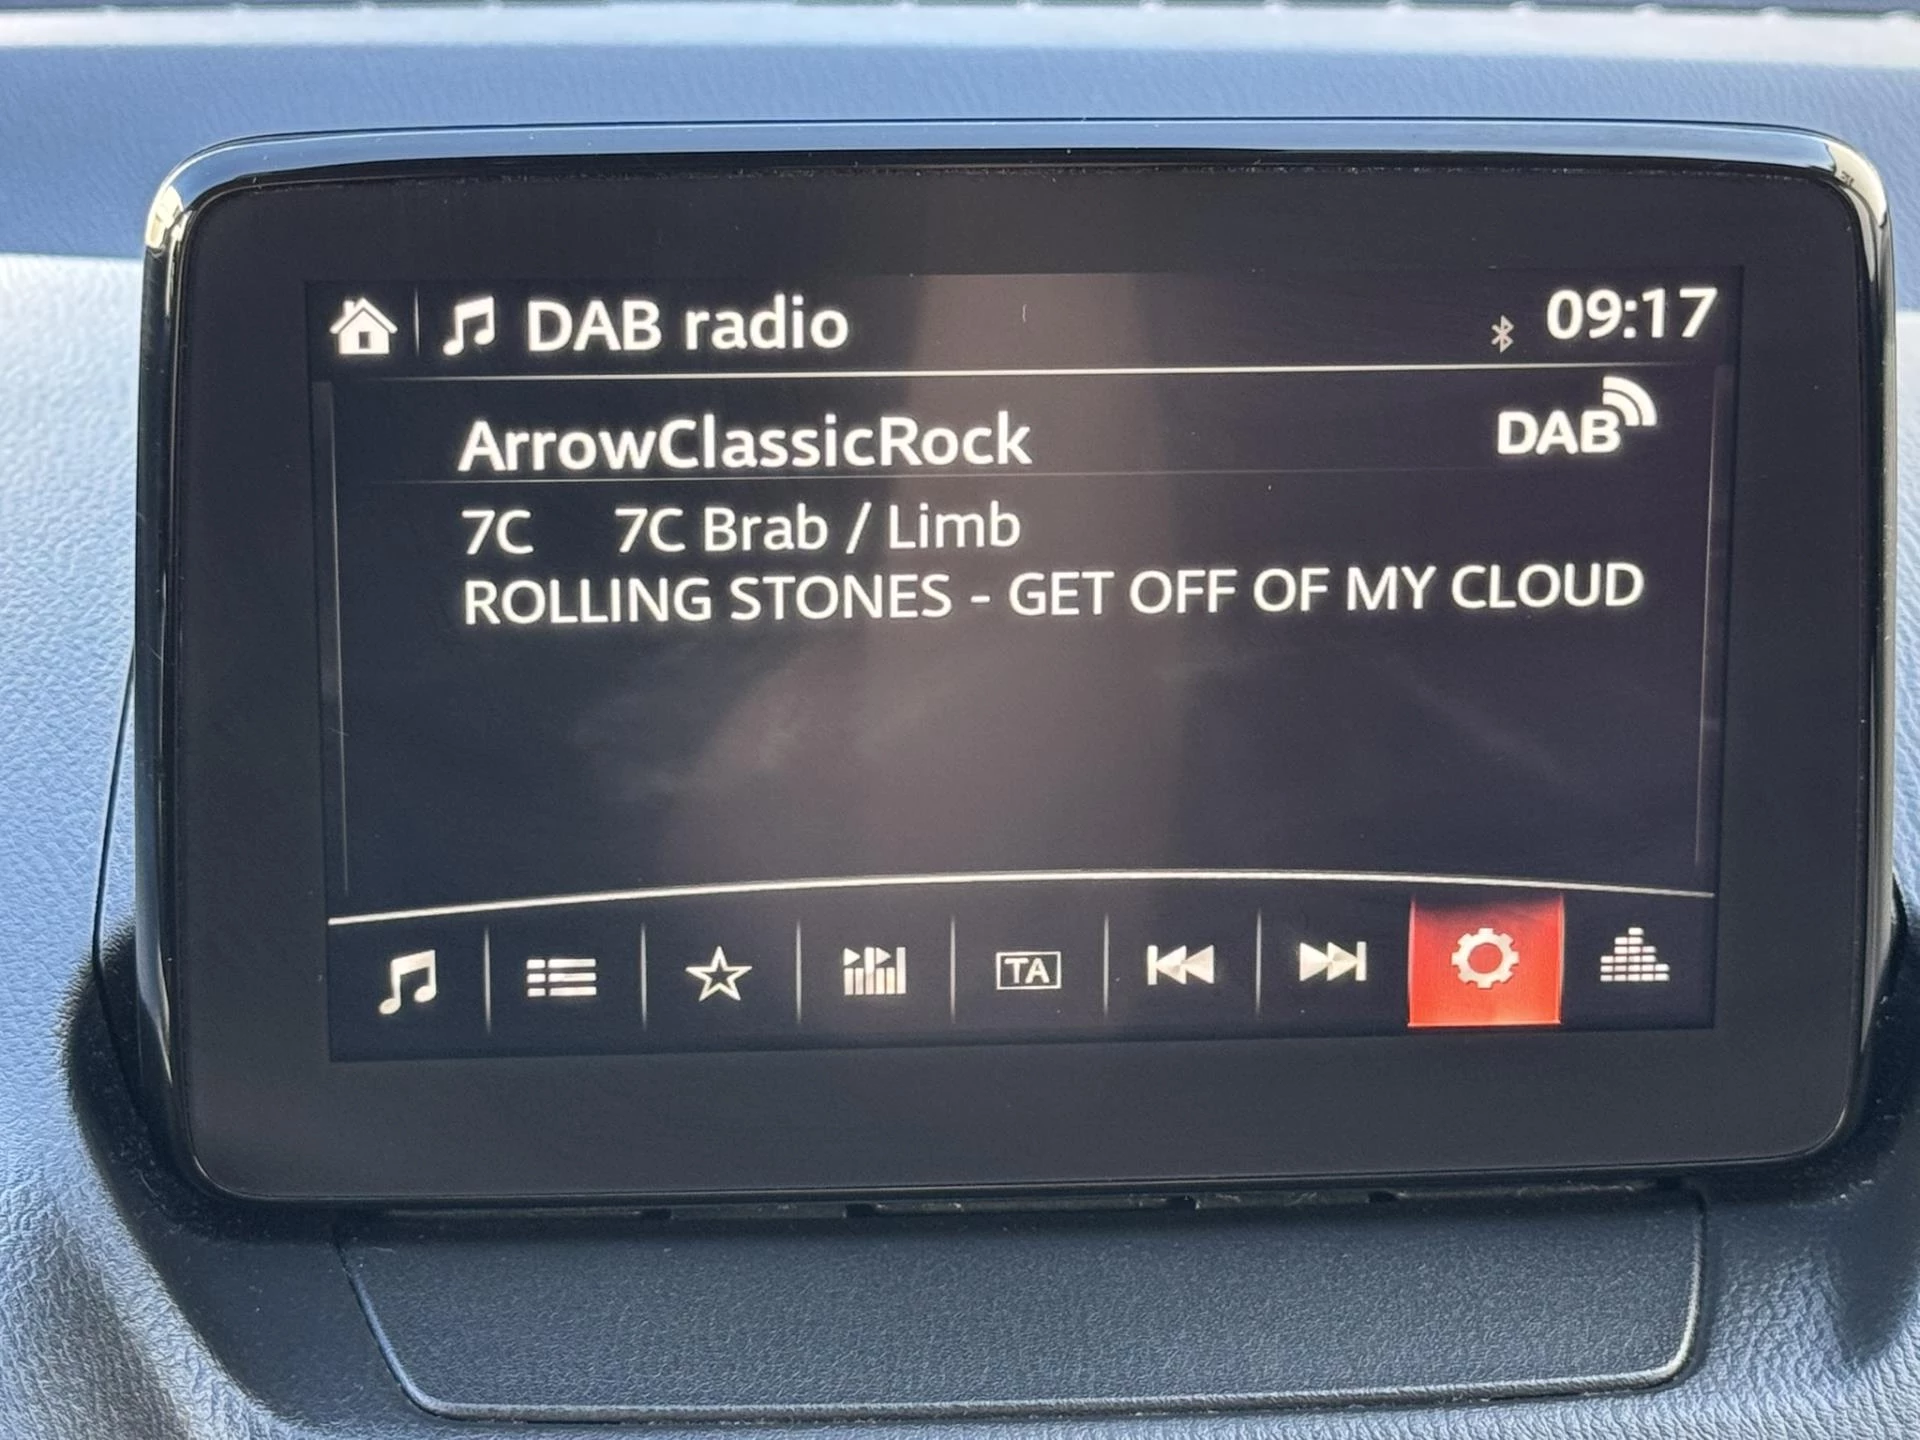 DAB radio 09:17
ArrowClassicRock DAB
7C 7C Brab / Limb
ROLLING STONES - GET OFF OF MY CLOUD
TA